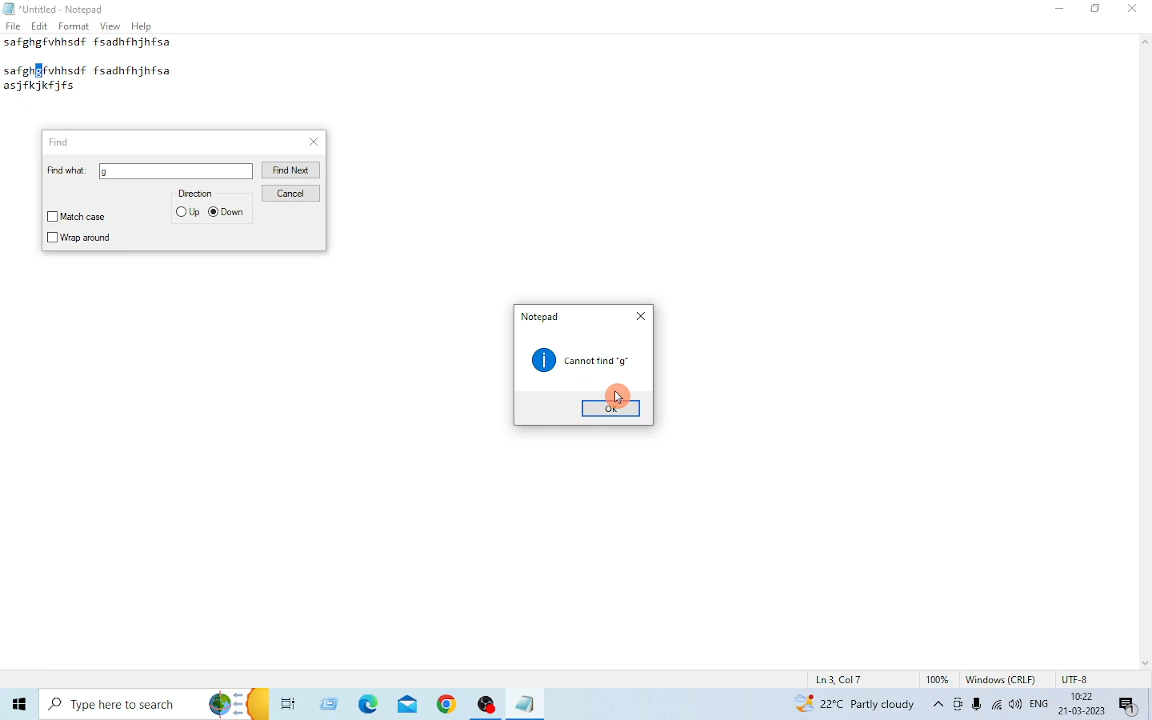 *Untitled - Notepad
File Edit Format View Help
safghgfvhhsdf fsadhfhjhfsa
safghgfvhhsdf fsadhfhjhfsa
asjfkjkfjfs
Find
Find what: g Find Next
Direction Cancel
Match case Up Down
Wrap around
Notepad
Cannot find "g"
OK
Ln 3, Col 7 100% Windows (CRLF) UTF-8
Type here to search 22°C Partly cloudy ENG 10:22
21-03-2023 1